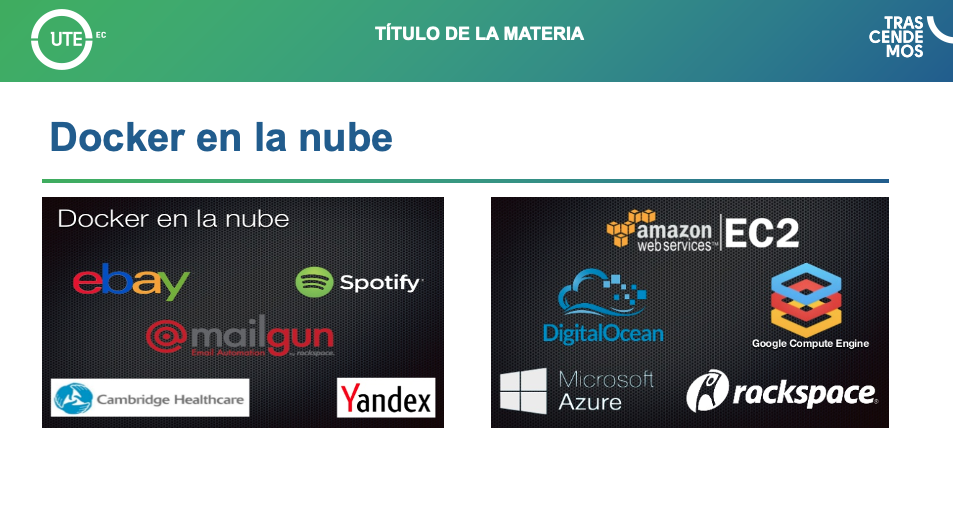 UTE EC
TÍTULO DE LA MATERIA
TRAS
CENDE
MOS
Docker en la nube
Docker en la nube
ebay
Spotify
@mailgun
Email Automation by rackspace.
Cambridge Healthcare
Yandex
amazon
web services™
EC2
DigitalOcean
Google Compute Engine
Microsoft
Azure
rackspace®